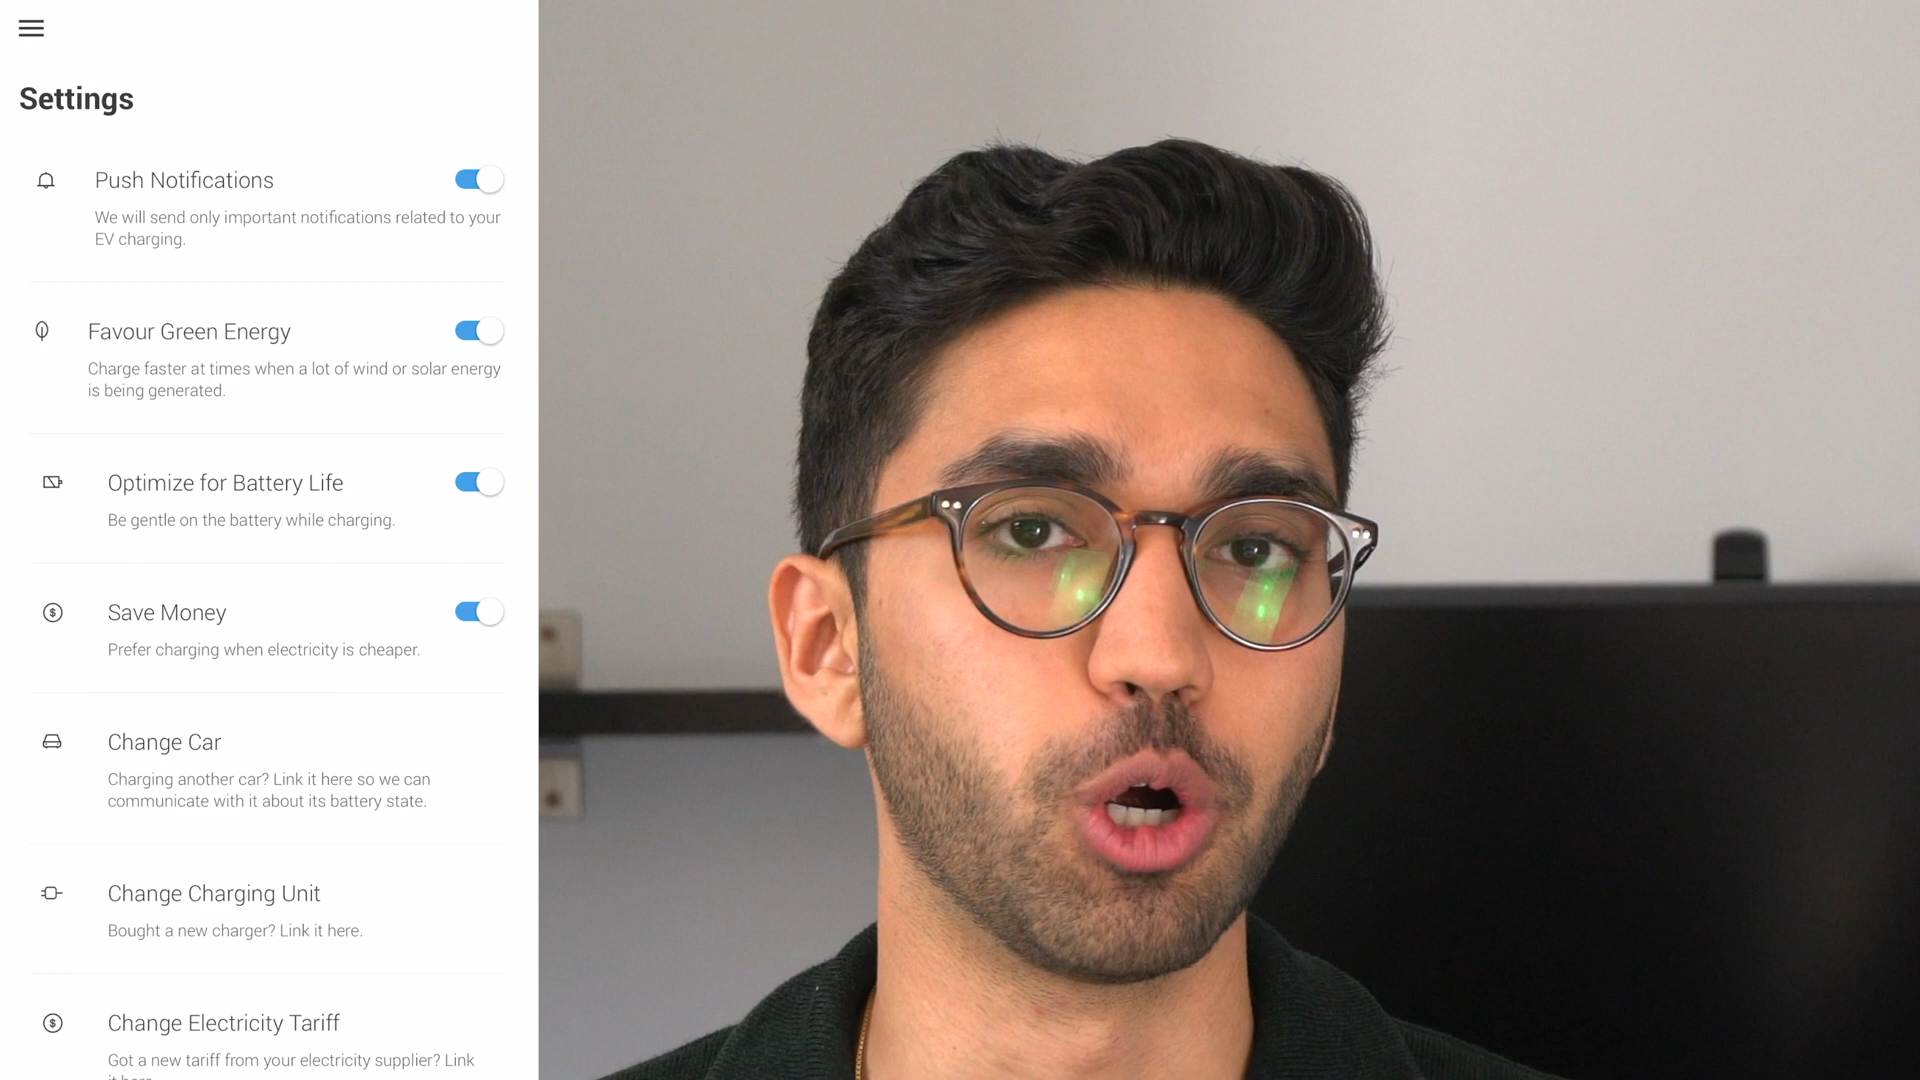 Settings
Push Notifications
We will send only important notifications related to your
EV charging.
Favour Green Energy
Charge faster at times when a lot of wind or solar energy
is being generated.
Optimize for Battery Life
Be gentle on the battery while charging.
Save Money
Prefer charging when electricity is cheaper.
Change Car
Charging another car? Link it here so we can
communicate with it about its battery state.
Change Charging Unit
Bought a new charger? Link it here.
Change Electricity Tariff
Got a new tariff from your electricity supplier? Link